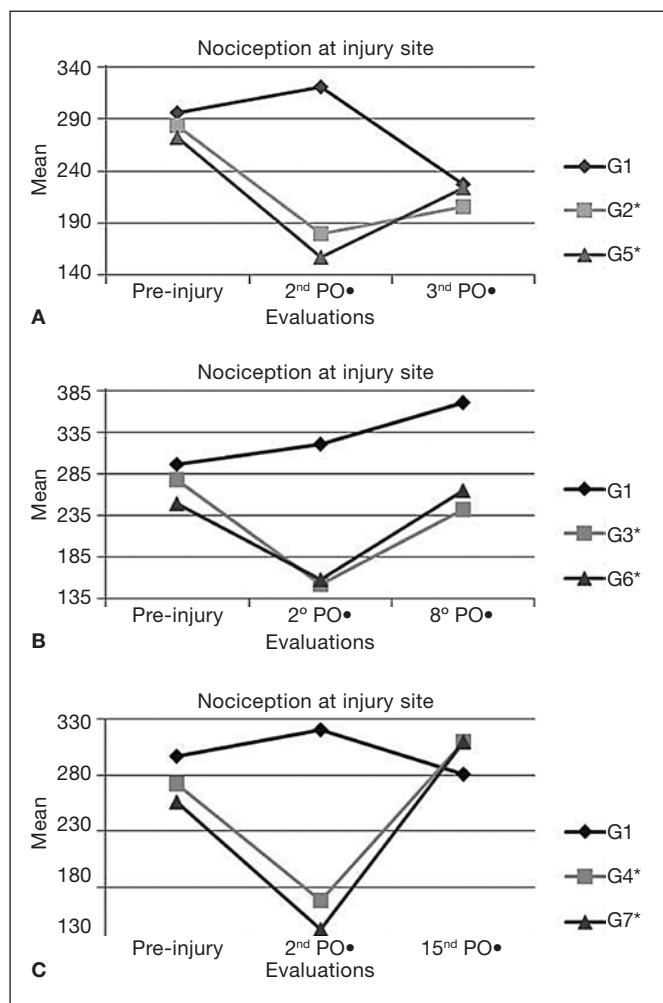 Nociception at injury site
340
290
240
190
140
Mean
Pre-injury 2nd PO• 3nd PO•
Evaluations
G1
G2*
G5*
A
Nociception at injury site
385
335
285
235
185
135
Mean
Pre-injury 2º PO• 8º PO•
Evaluations
G1
G3*
G6*
B
Nociception at injury site
330
280
230
180
130
Mean
Pre-injury 2nd PO• 15nd PO•
Evaluations
G1
G4*
G7*
C